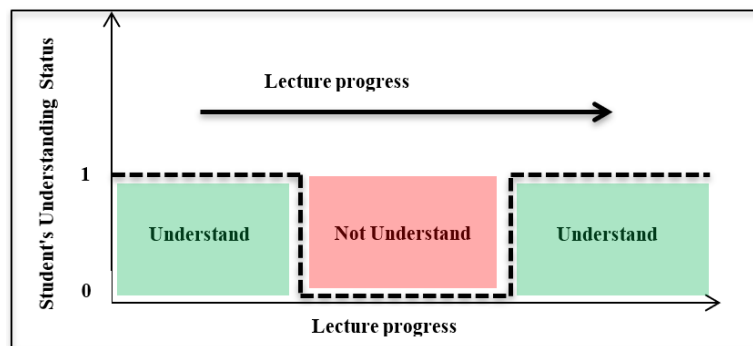 Student's Understanding Status
Lecture progress
1
Understand
Not Understand
Understand
0
Lecture progress